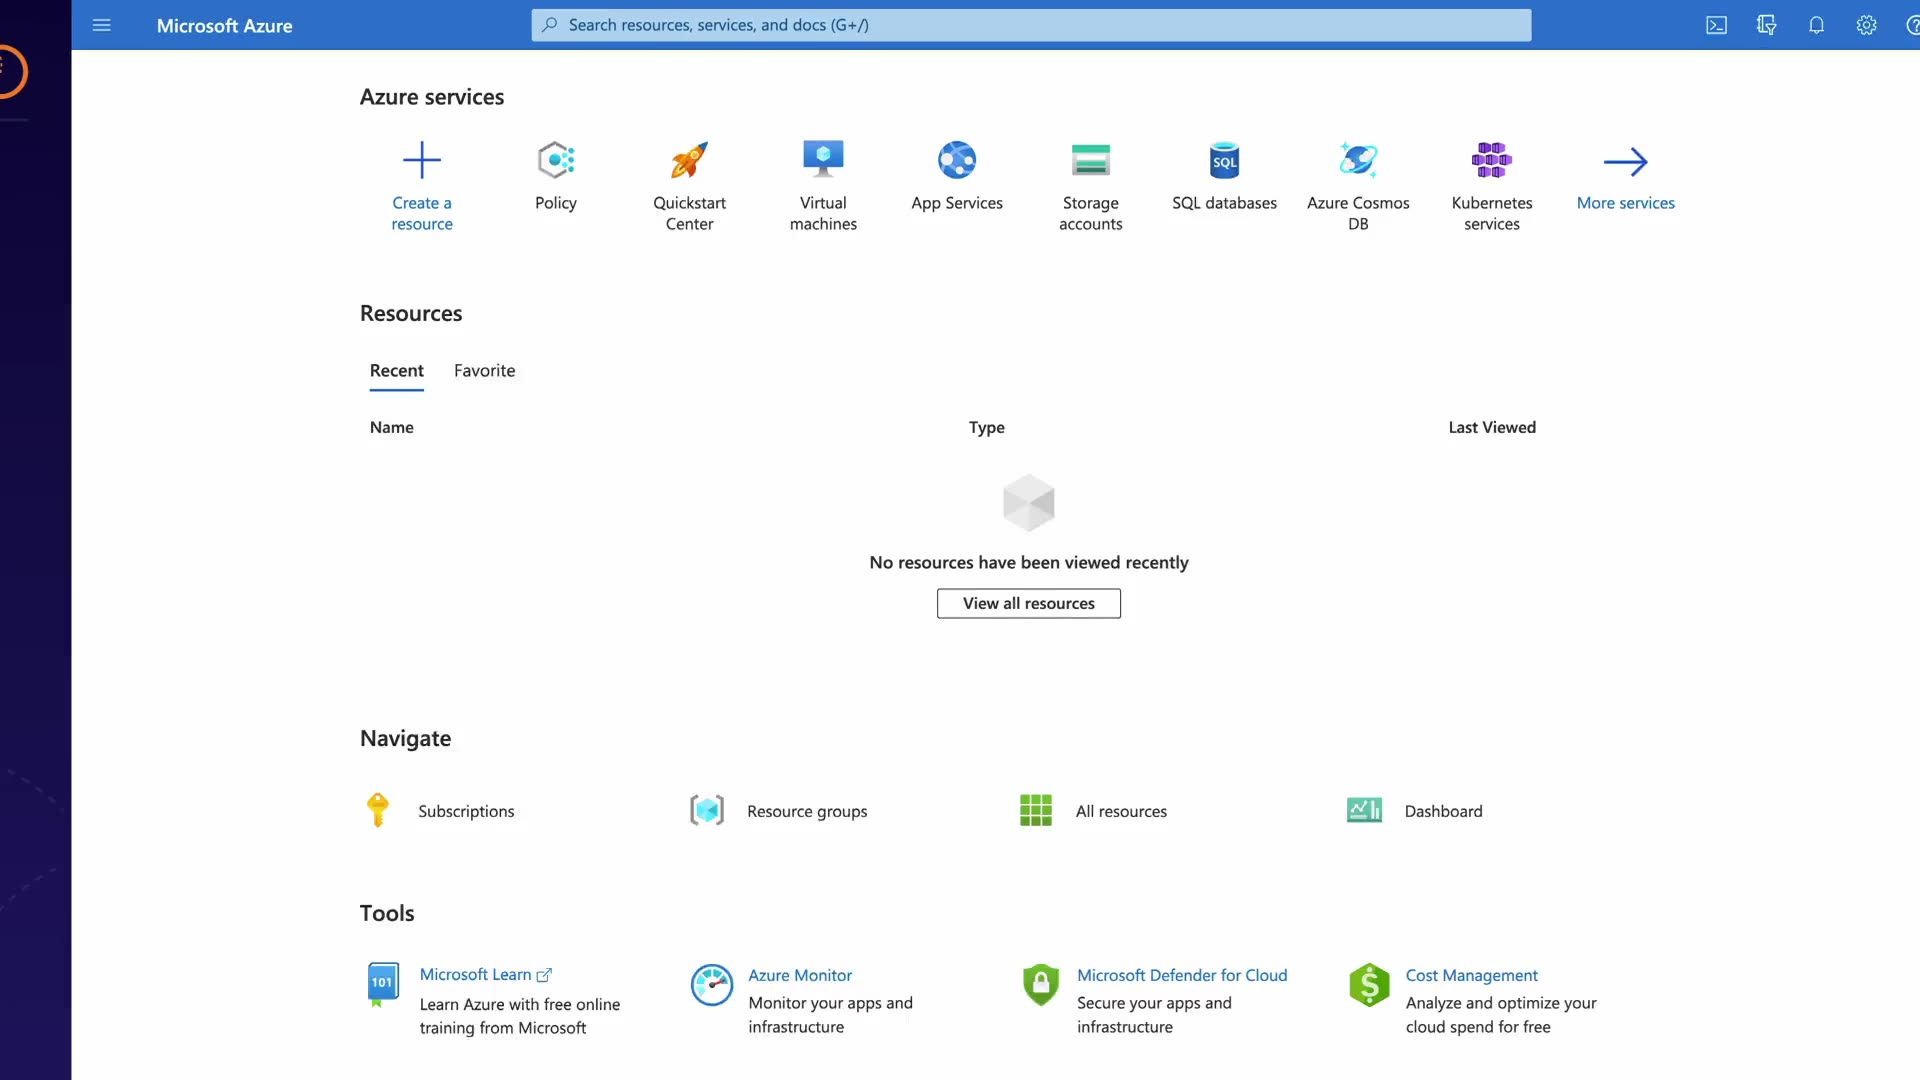 Microsoft Azure
Search resources, services, and docs (G+/)
Azure services
Create a
resource
Policy
Quickstart
Center
Virtual
machines
App Services
Storage
accounts
SQL
SQL databases
Azure Cosmos
DB
Kubernetes
services
More services
Resources
Recent
Favorite
Name
Type
Last Viewed
No resources have been viewed recently
View all resources
Navigate
Subscriptions
Resource groups
All resources
Dashboard
Tools
101
Microsoft Learn
Learn Azure with free online
training from Microsoft
Azure Monitor
Monitor your apps and
infrastructure
Microsoft Defender for Cloud
Secure your apps and
infrastructure
$
Cost Management
Analyze and optimize your
cloud spend for free